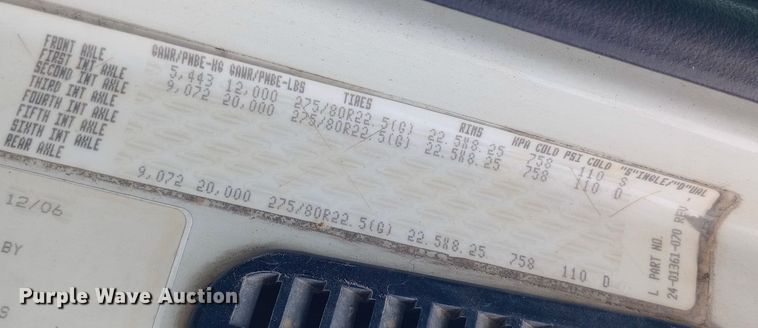 GAWR/PNBE-KG GAWR/PNBE-LBS TIRES RIMS KPA COLD PSI COLD "S"INGLE/"D"UAL
FRONT AXLE 5,443 12,000 275/80R22.5(G) 22.5X8.25 758 110 S
FIRST INT AXLE 9,072 20,000 275/80R22.5(G) 22.5X8.25 758 110 D
SECOND INT AXLE
THIRD INT AXLE
FOURTH INT AXLE
FIFTH INT AXLE
SIXTH INT AXLE
REAR AXLE 9,072 20,000 275/80R22.5(G) 22.5X8.25 758 110 D
L PART NO.
24-01361-070 REV
12/06
BY
S
Purple Wave Auction